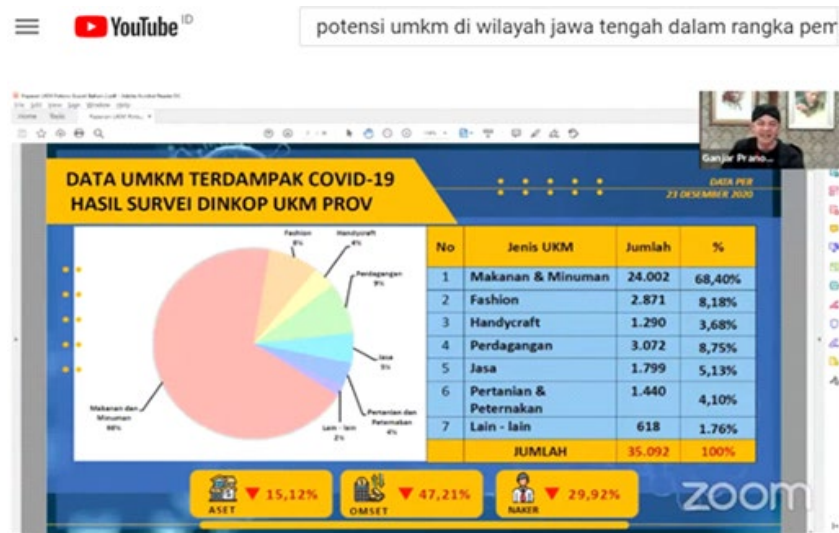 YouTube ID
potensi umkm di wilayah jawa tengah dalam rangka pem
Home Tools
Ganjar Prano...
DATA UMKM TERDAMPAK COVID-19
HASIL SURVEI DINKOP UKM PROV
DATA PER
23 DESEMBER 2020
Fashion
8%
Handycraft
4%
Perdagangan
9%
Jasa
5%
Pertanian dan
Peternakan
4%
Lain - lain
2%
Makanan dan
Minuman
68%
No Jenis UKM Jumlah %
1 Makanan & Minuman 24.002 68,40%
2 Fashion 2.871 8,18%
3 Handycraft 1.290 3,68%
4 Perdagangan 3.072 8,75%
5 Jasa 1.799 5,13%
6 Pertanian &
Peternakan 1.440 4,10%
7 Lain - lain 618 1.76%
JUMLAH 35.092 100%
ASET 15,12%
OMSET 47,21%
NAKER 29,92%
zoom